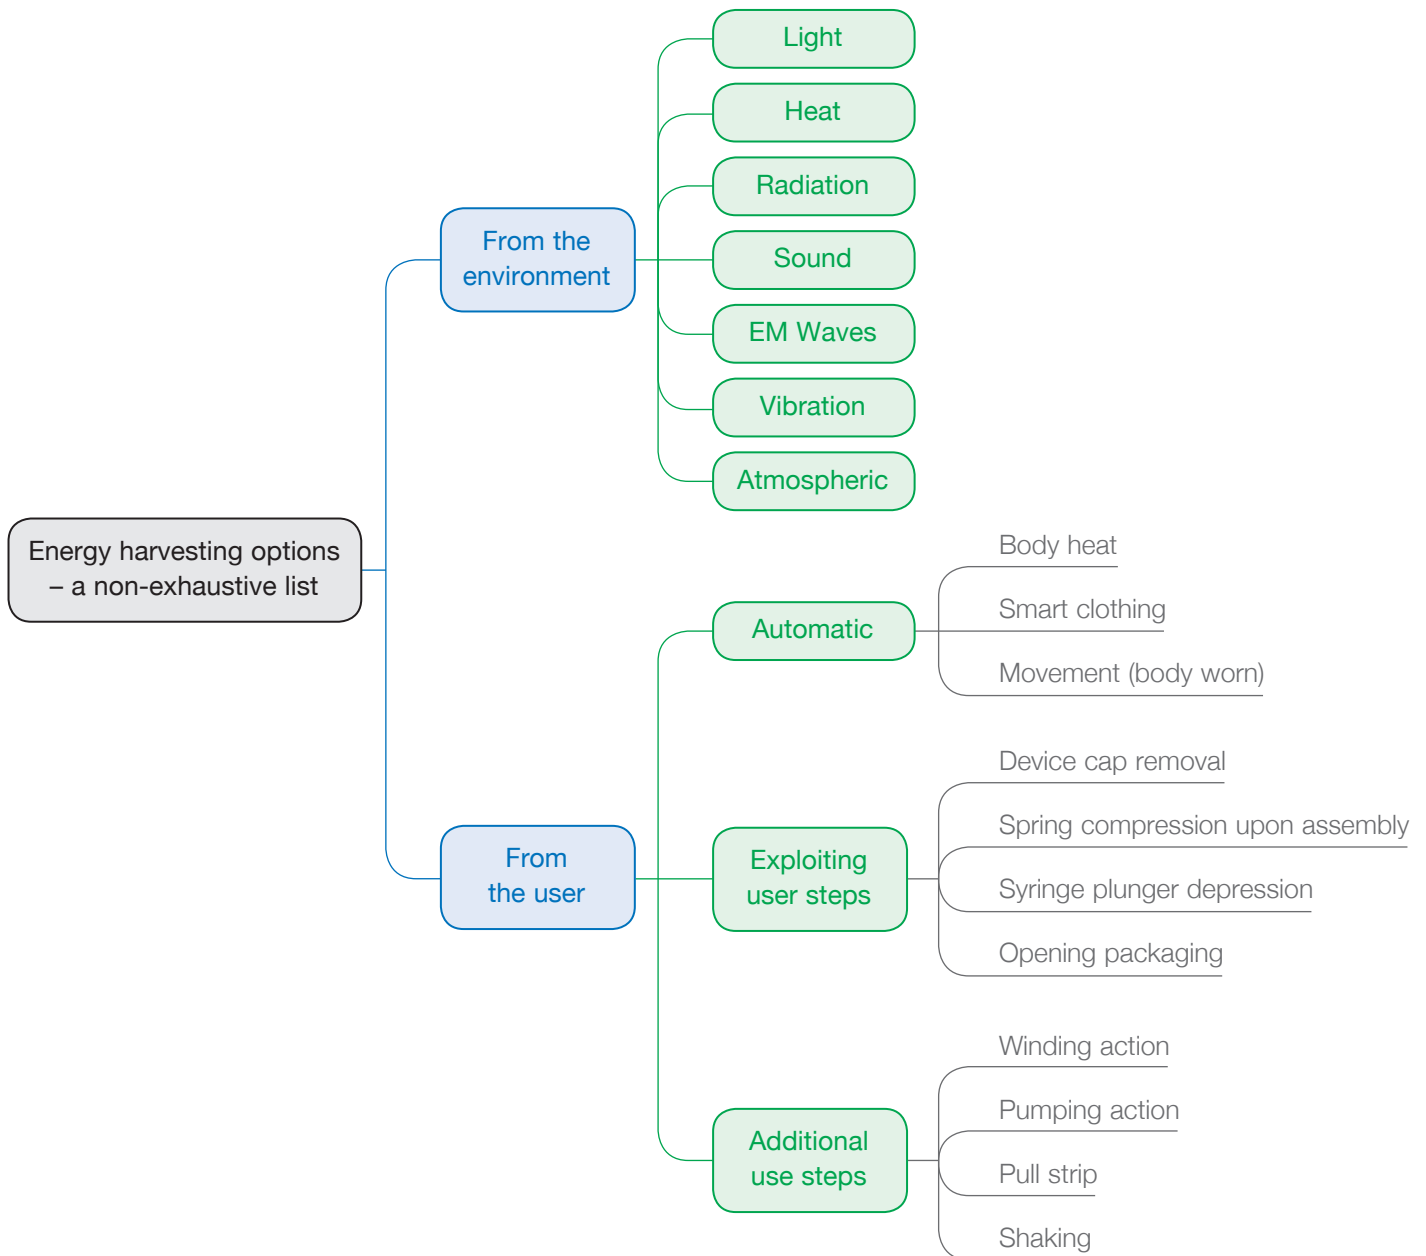 Energy harvesting options
– a non-exhaustive list
From the
environment
Light
Heat
Radiation
Sound
EM Waves
Vibration
Atmospheric
From
the user
Automatic
Body heat
Smart clothing
Movement (body worn)
Exploiting
user steps
Device cap removal
Spring compression upon assembly
Syringe plunger depression
Opening packaging
Additional
use steps
Winding action
Pumping action
Pull strip
Shaking